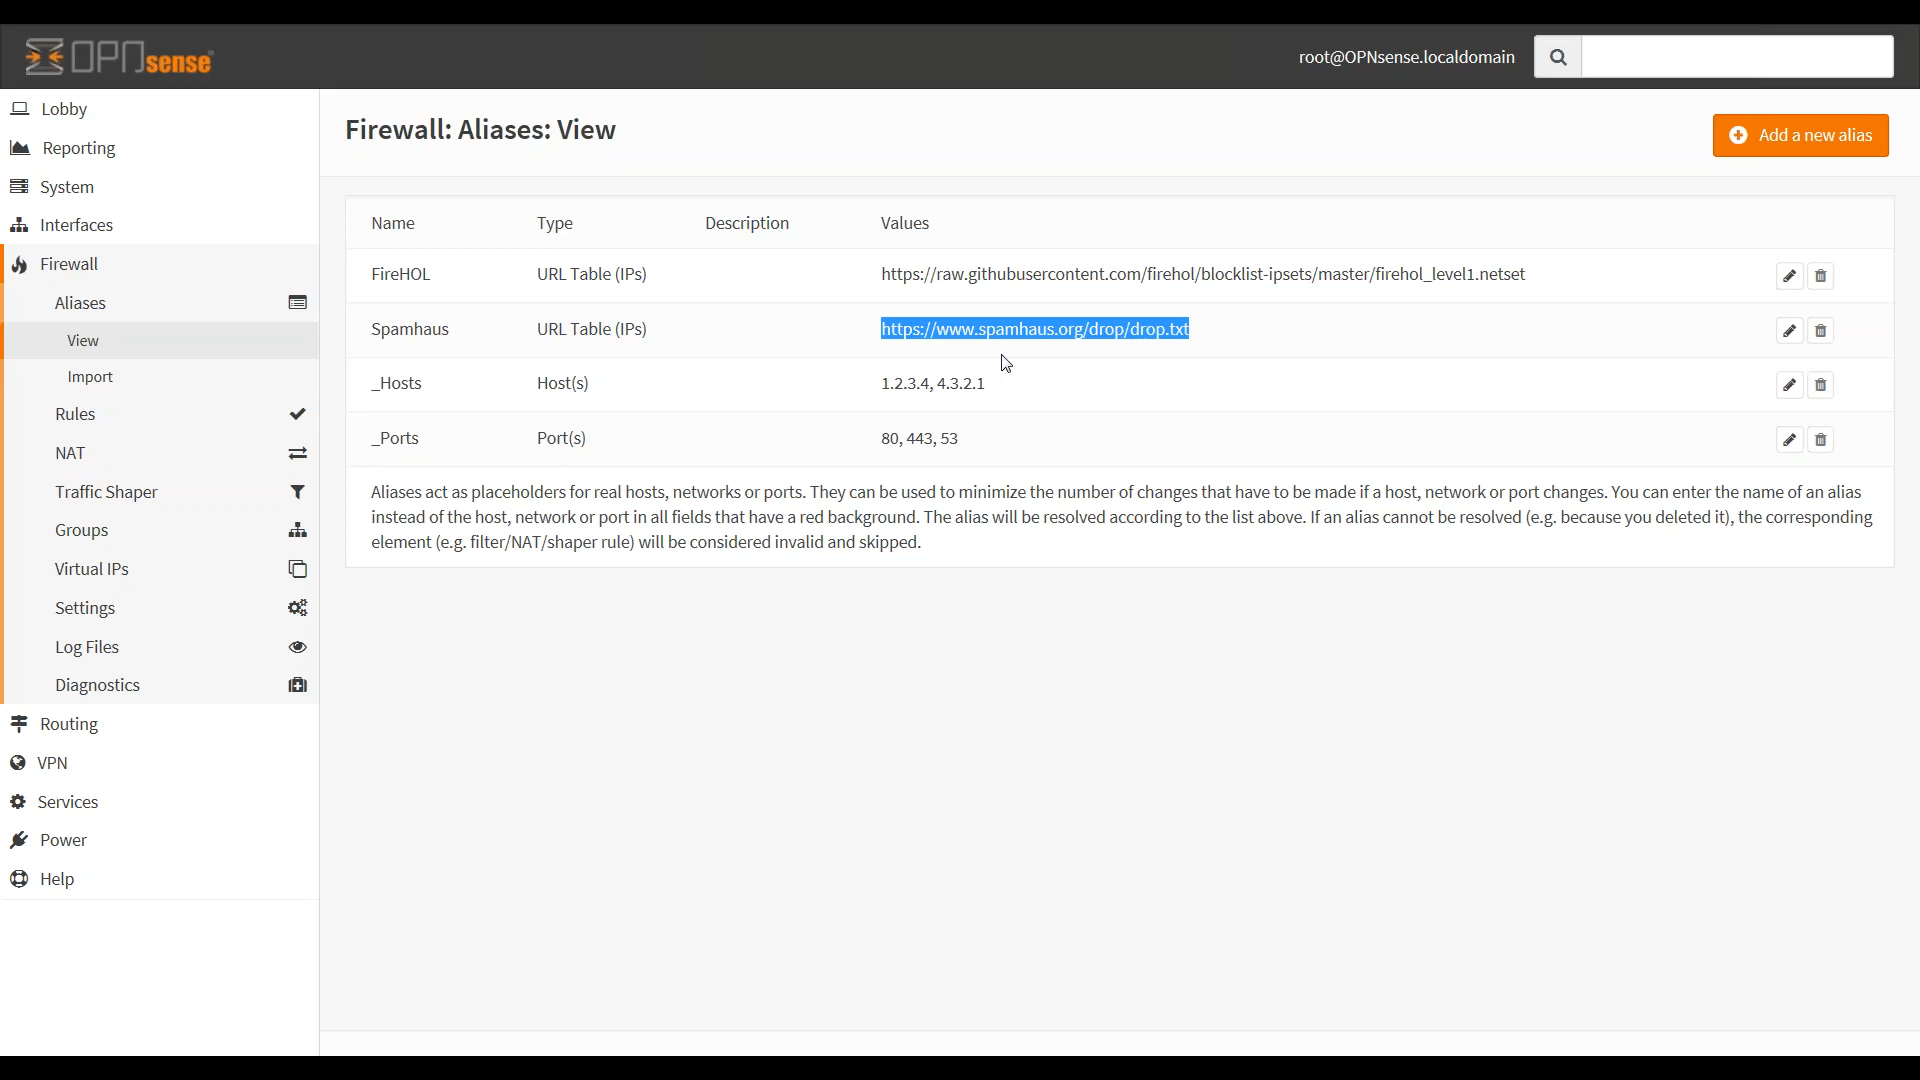 OPNsense
root@OPNsense.localdomain
Lobby
Reporting
System
Interfaces
Firewall
Aliases
View
Import
Rules
NAT
Traffic Shaper
Groups
Virtual IPs
Settings
Log Files
Diagnostics
Routing
VPN
Services
Power
Help
Firewall: Aliases: View
Add a new alias
Name Type Description Values
FireHOL URL Table (IPs) https://raw.githubusercontent.com/firehol/blocklist-ipsets/master/firehol_level1.netset
Spamhaus URL Table (IPs) https://www.spamhaus.org/drop/drop.txt
_Hosts Host(s) 1.2.3.4, 4.3.2.1
_Ports Port(s) 80, 443, 53
Aliases act as placeholders for real hosts, networks or ports. They can be used to minimize the number of changes that have to be made if a host, network or port changes. You can enter the name of an alias
instead of the host, network or port in all fields that have a red background. The alias will be resolved according to the list above. If an alias cannot be resolved (e.g. because you deleted it), the corresponding
element (e.g. filter/NAT/shaper rule) will be considered invalid and skipped.